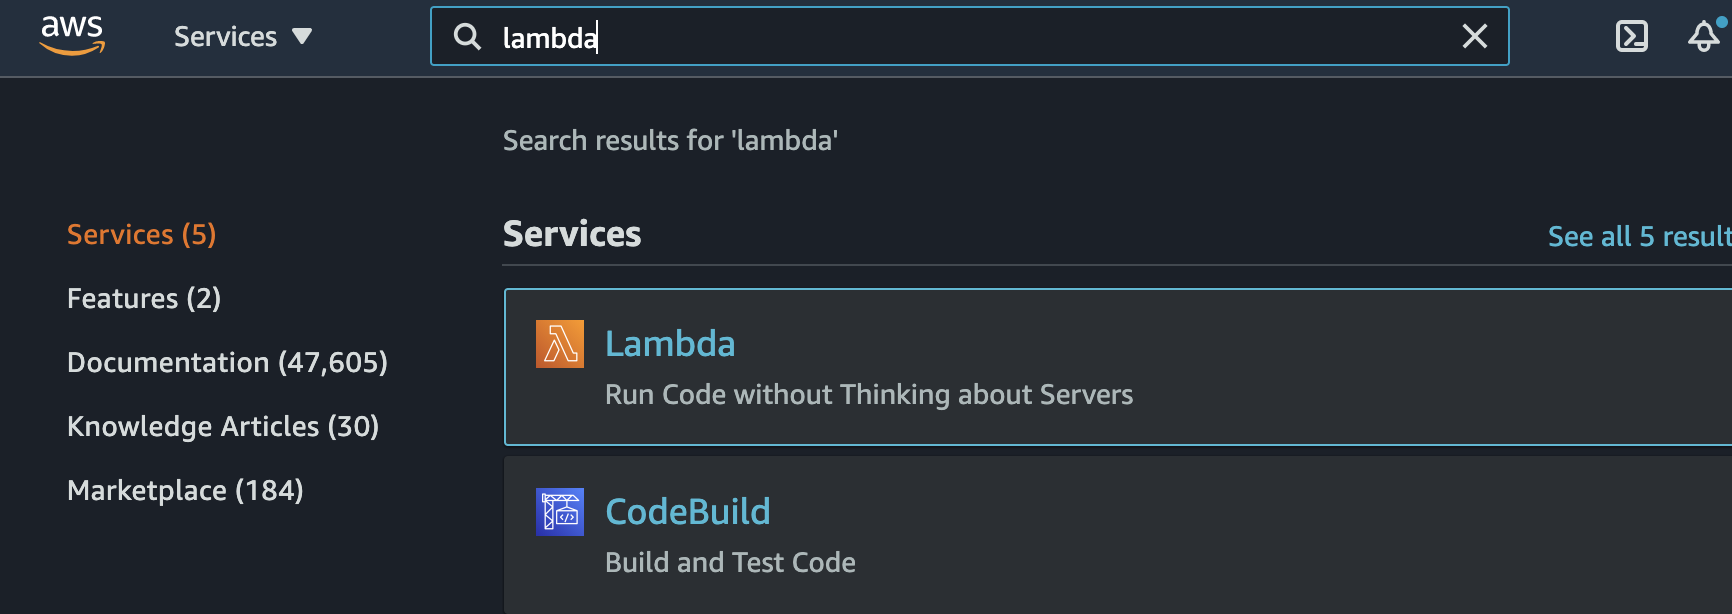 aws
Services
lambda
Search results for 'lambda'
Services (5)
Features (2)
Documentation (47,605)
Knowledge Articles (30)
Marketplace (184)
Services
See all 5 result
Lambda
Run Code without Thinking about Servers
CodeBuild
Build and Test Code